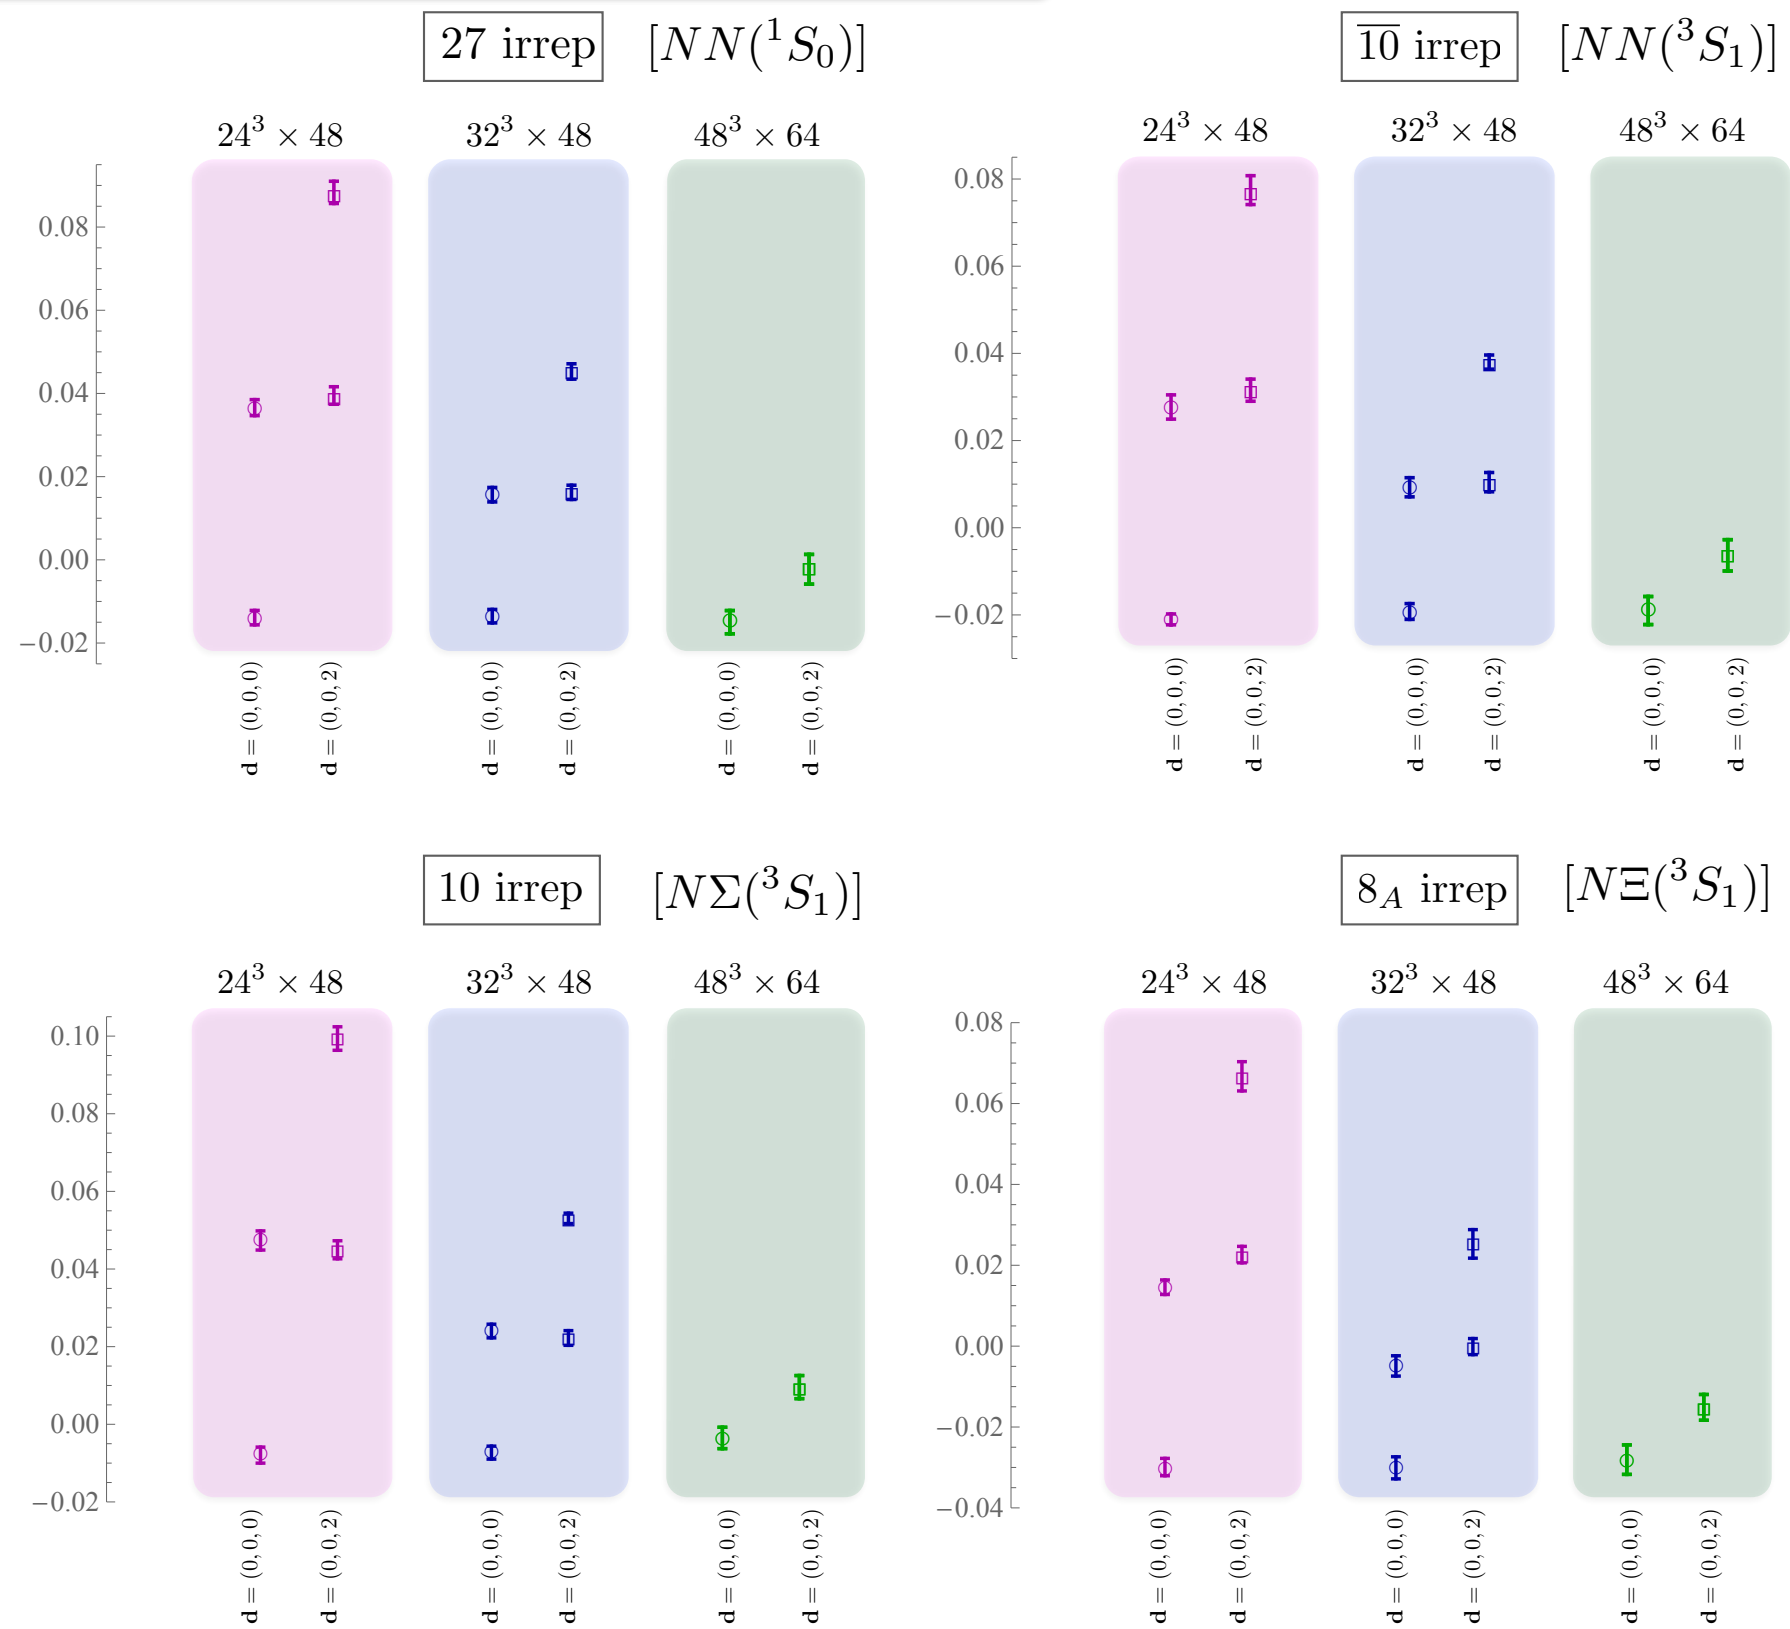 27 irrep [NN(¹S₀)]
24³ × 48 32³ × 48 48³ × 64
0.08
0.06
0.04
0.02
0.00
−0.02
d = (0, 0, 0) d = (0, 0, 2) d = (0, 0, 0) d = (0, 0, 2) d = (0, 0, 0) d = (0, 0, 2)
1̅0̅ irrep [NN(³S₁)]
24³ × 48 32³ × 48 48³ × 64
0.08
0.06
0.04
0.02
0.00
−0.02
d = (0, 0, 0) d = (0, 0, 2) d = (0, 0, 0) d = (0, 0, 2) d = (0, 0, 0) d = (0, 0, 2)
10 irrep [NΣ(³S₁)]
24³ × 48 32³ × 48 48³ × 64
0.10
0.08
0.06
0.04
0.02
0.00
−0.02
d = (0, 0, 0) d = (0, 0, 2) d = (0, 0, 0) d = (0, 0, 2) d = (0, 0, 0) d = (0, 0, 2)
8_A irrep [NΞ(³S₁)]
24³ × 48 32³ × 48 48³ × 64
0.08
0.06
0.04
0.02
0.00
−0.02
−0.04
d = (0, 0, 0) d = (0, 0, 2) d = (0, 0, 0) d = (0, 0, 2) d = (0, 0, 0) d = (0, 0, 2)